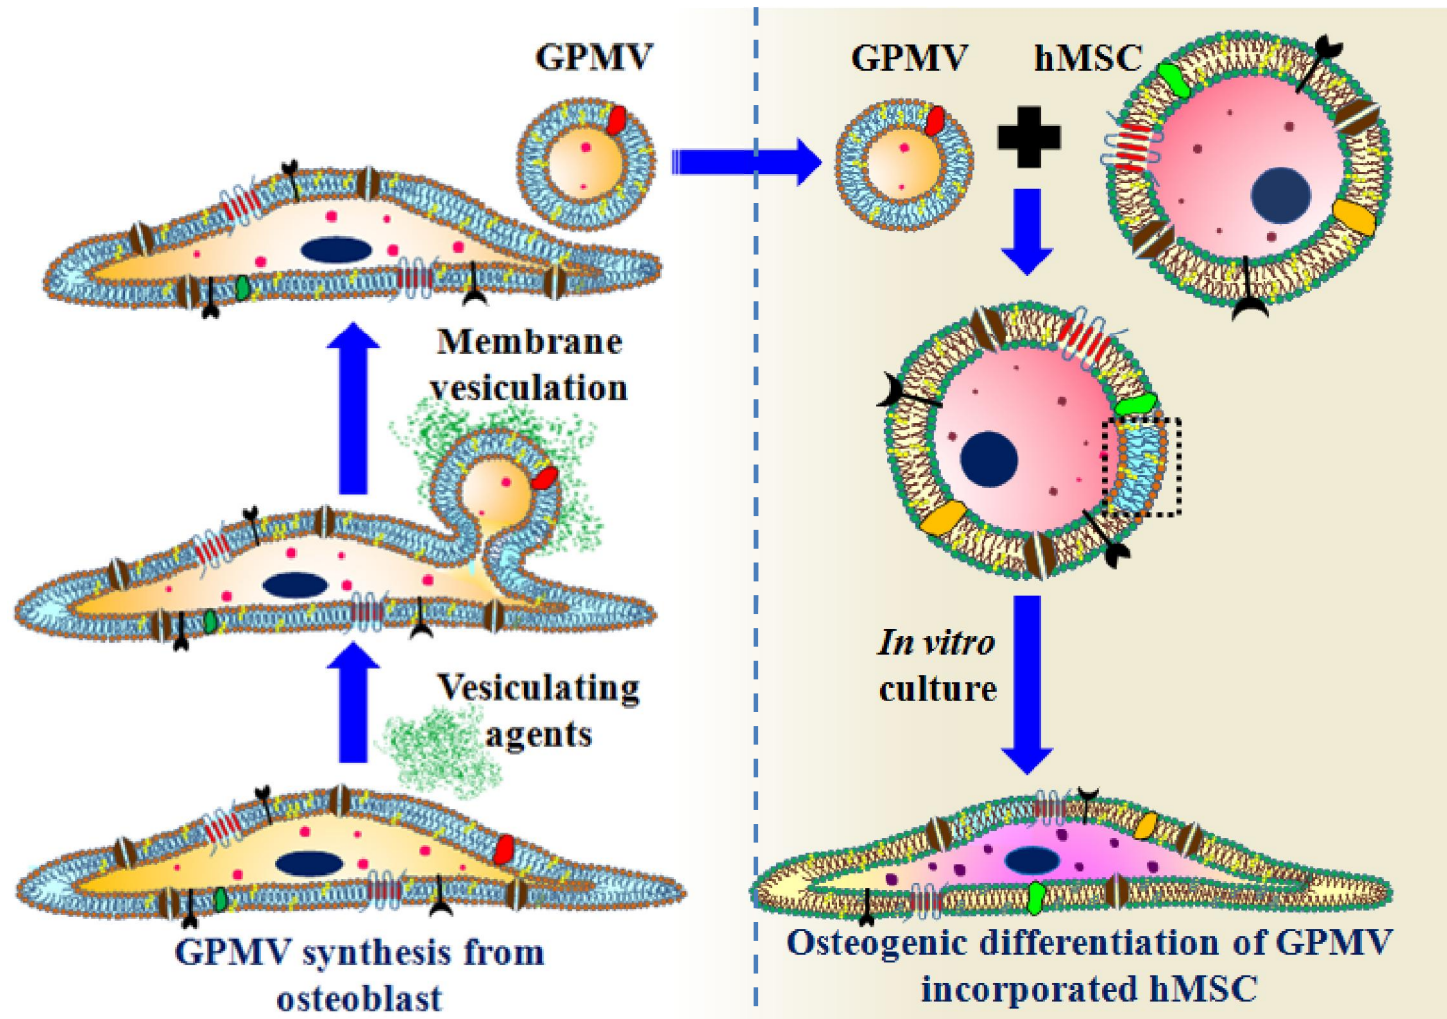 GPMV
Membrane
vesiculation
Vesiculating
agents
GPMV synthesis from
osteoblast
GPMV
hMSC
In vitro
culture
Osteogenic differentiation of GPMV
incorporated hMSC